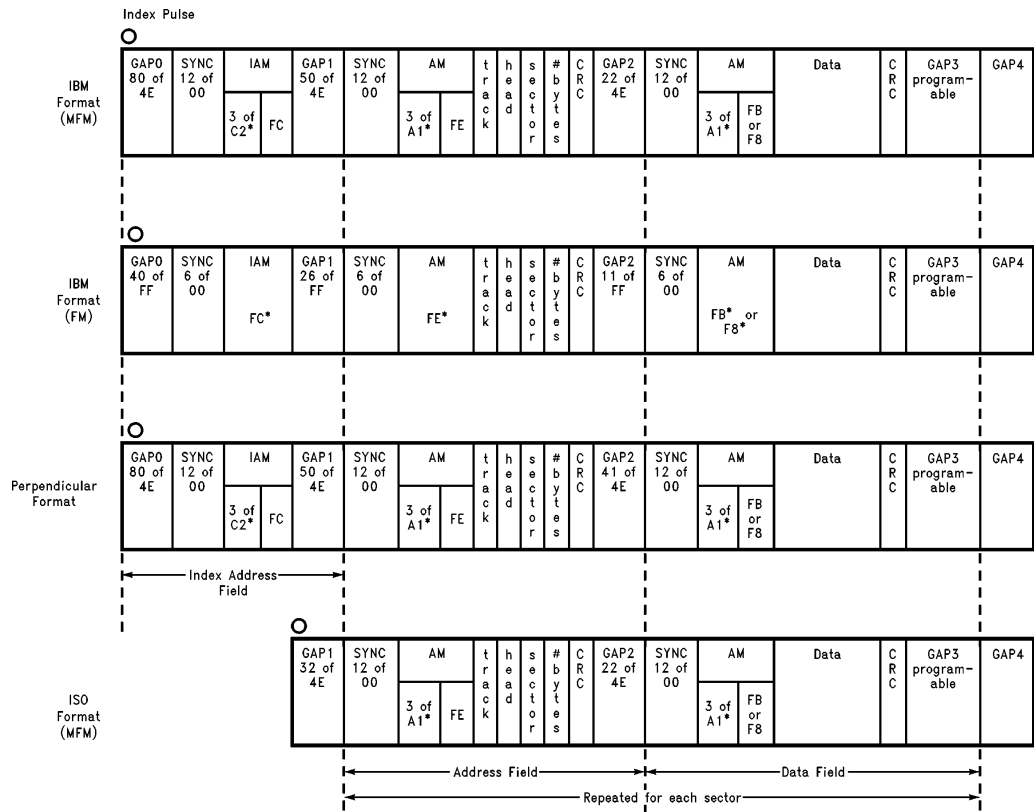 Index Pulse
IBM
Format
(MFM)
GAP0
80 of
4E
SYNC
12 of
00
IAM
3 of
C2*
FC
GAP1
50 of
4E
SYNC
12 of
00
AM
3 of
A1*
FE
track
head
sector
#bytes
CRC
GAP2
22 of
4E
SYNC
12 of
00
AM
3 of
A1*
FB
or
F8
Data
CRC
GAP3
program-
able
GAP4
IBM
Format
(FM)
GAP0
40 of
FF
SYNC
6 of
00
IAM
FC*
GAP1
26 of
FF
SYNC
6 of
00
AM
FE*
track
head
sector
#bytes
CRC
GAP2
11 of
FF
SYNC
6 of
00
AM
FB* or
F8*
Data
CRC
GAP3
program-
able
GAP4
Perpendicular
Format
GAP0
80 of
4E
SYNC
12 of
00
IAM
3 of
C2*
FC
GAP1
50 of
4E
SYNC
12 of
00
AM
3 of
A1*
FE
track
head
sector
#bytes
CRC
GAP2
41 of
4E
SYNC
12 of
00
AM
3 of
A1*
FB
or
F8
Data
CRC
GAP3
program-
able
GAP4
Index Address
Field
ISO
Format
(MFM)
GAP1
32 of
4E
SYNC
12 of
00
AM
3 of
A1*
FE
track
head
sector
#bytes
CRC
GAP2
22 of
4E
SYNC
12 of
00
AM
3 of
A1*
FB
or
F8
Data
CRC
GAP3
program-
able
GAP4
Address Field
Data Field
Repeated for each sector